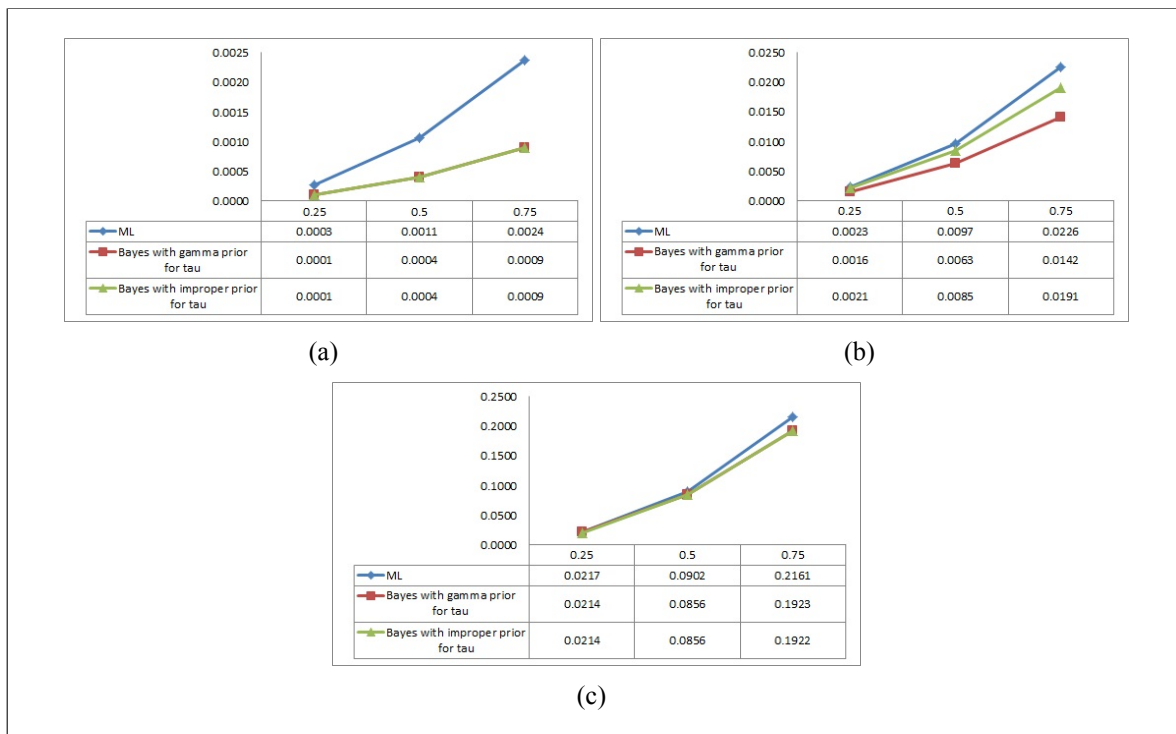 0.0025
0.0020
0.0015
0.0010
0.0005
0.0000
0.25 0.5 0.75
ML 0.0003 0.0011 0.0024
Bayes with gamma prior
for tau 0.0001 0.0004 0.0009
Bayes with improper prior
for tau 0.0001 0.0004 0.0009
(a)
0.0250
0.0200
0.0150
0.0100
0.0050
0.0000
0.25 0.5 0.75
ML 0.0023 0.0097 0.0226
Bayes with gamma prior
for tau 0.0016 0.0063 0.0142
Bayes with improper prior
for tau 0.0021 0.0085 0.0191
(b)
0.2500
0.2000
0.1500
0.1000
0.0500
0.0000
0.25 0.5 0.75
ML 0.0217 0.0902 0.2161
Bayes with gamma prior
for tau 0.0214 0.0856 0.1923
Bayes with improper prior
for tau 0.0214 0.0856 0.1922
(c)